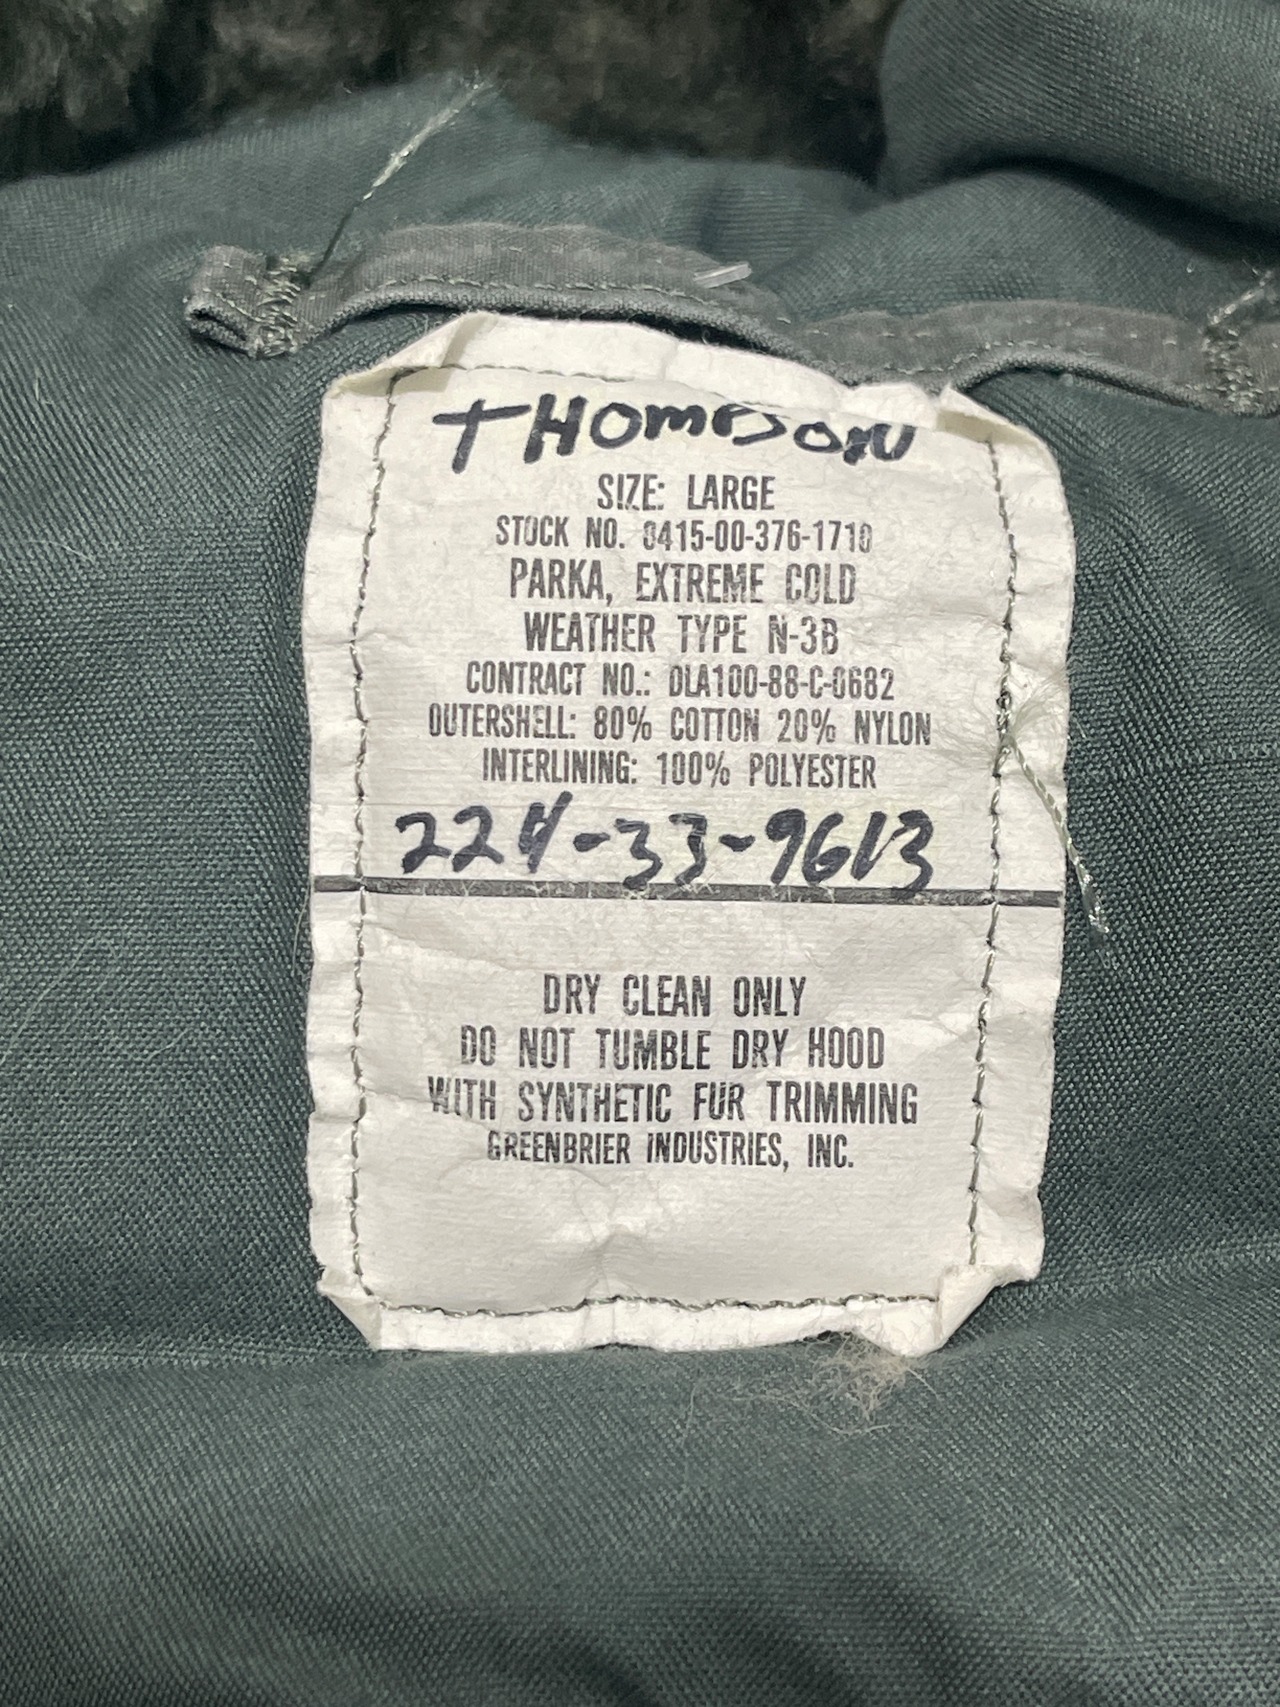 THOMPSON
SIZE: LARGE
STOCK NO. 8415-00-376-1710
PARKA, EXTREME COLD
WEATHER TYPE N-3B
CONTRACT NO.: DLA100-88-C-0682
OUTERSHELL: 80% COTTON 20% NYLON
INTERLINING: 100% POLYESTER
224-33-9613
DRY CLEAN ONLY
DO NOT TUMBLE DRY HOOD
WITH SYNTHETIC FUR TRIMMING
GREENBRIER INDUSTRIES, INC.